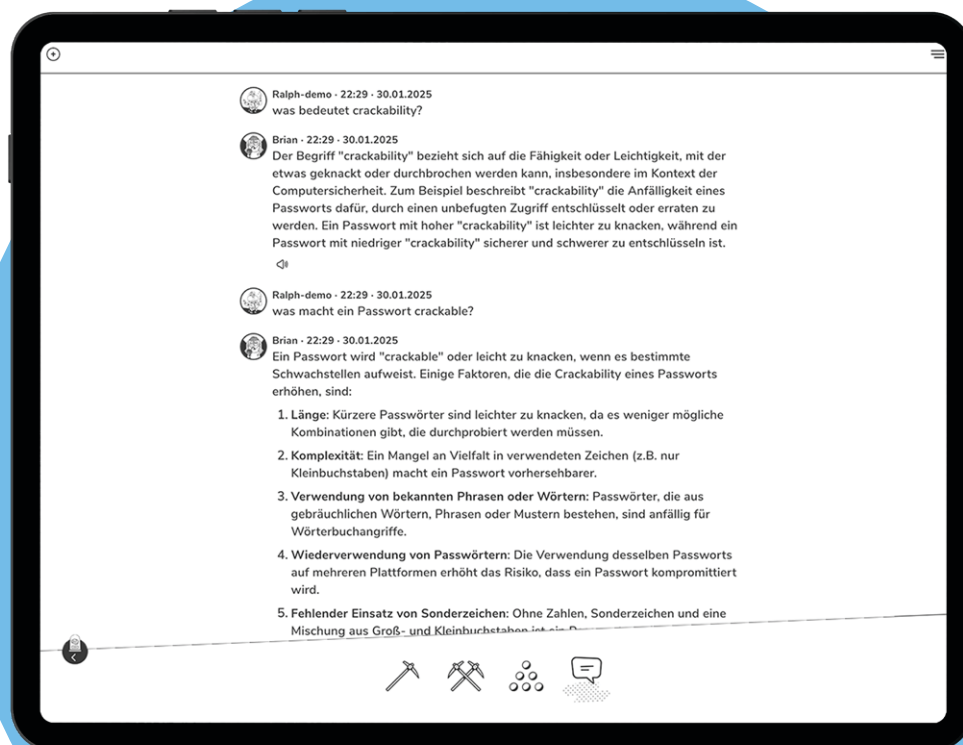 Ralph-demo · 22:29 · 30.01.2025
was bedeutet crackability?
Brian · 22:29 · 30.01.2025
Der Begriff "crackability" bezieht sich auf die Fähigkeit oder Leichtigkeit, mit der
etwas geknackt oder durchbrochen werden kann, insbesondere im Kontext der
Computersicherheit. Zum Beispiel beschreibt "crackability" die Anfälligkeit eines
Passworts dafür, durch einen unbefugten Zugriff entschlüsselt oder erraten zu
werden. Ein Passwort mit hoher "crackability" ist leichter zu knacken, während ein
Passwort mit niedriger "crackability" sicherer und schwerer zu entschlüsseln ist.
Ralph-demo · 22:29 · 30.01.2025
was macht ein Passwort crackable?
Brian · 22:29 · 30.01.2025
Ein Passwort wird "crackable" oder leicht zu knacken, wenn es bestimmte
Schwachstellen aufweist. Einige Faktoren, die die Crackability eines Passworts
erhöhen, sind:
1. Länge: Kürzere Passwörter sind leichter zu knacken, da es weniger mögliche
Kombinationen gibt, die durchprobiert werden müssen.
2. Komplexität: Ein Mangel an Vielfalt in verwendeten Zeichen (z.B. nur
Kleinbuchstaben) macht ein Passwort vorhersehbarer.
3. Verwendung von bekannten Phrasen oder Wörtern: Passwörter, die aus
gebräuchlichen Wörtern, Phrasen oder Mustern bestehen, sind anfällig für
Wörterbuchangriffe.
4. Wiederverwendung von Passwörtern: Die Verwendung desselben Passworts
auf mehreren Plattformen erhöht das Risiko, dass ein Passwort kompromittiert
wird.
5. Fehlender Einsatz von Sonderzeichen: Ohne Zahlen, Sonderzeichen und eine
Mischung aus Groß- und Kleinbuchstaben ist ein